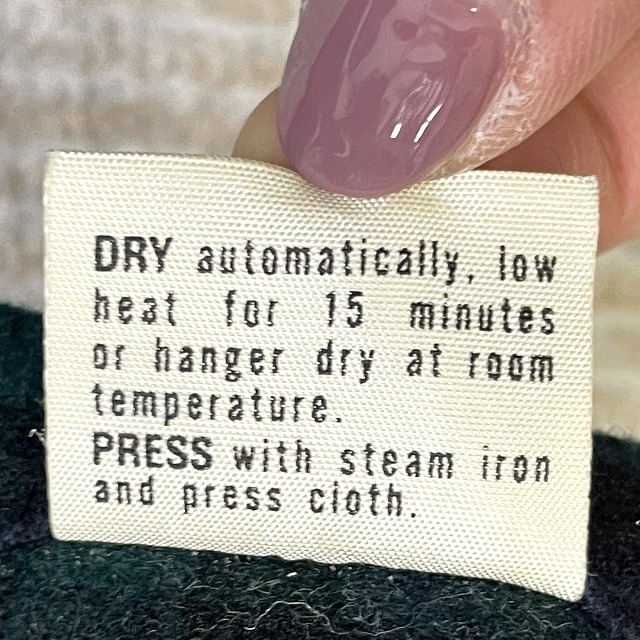 DRY automatically, low
heat for 15 minutes
or hanger dry at room
temperature.
PRESS with steam iron
and press cloth.